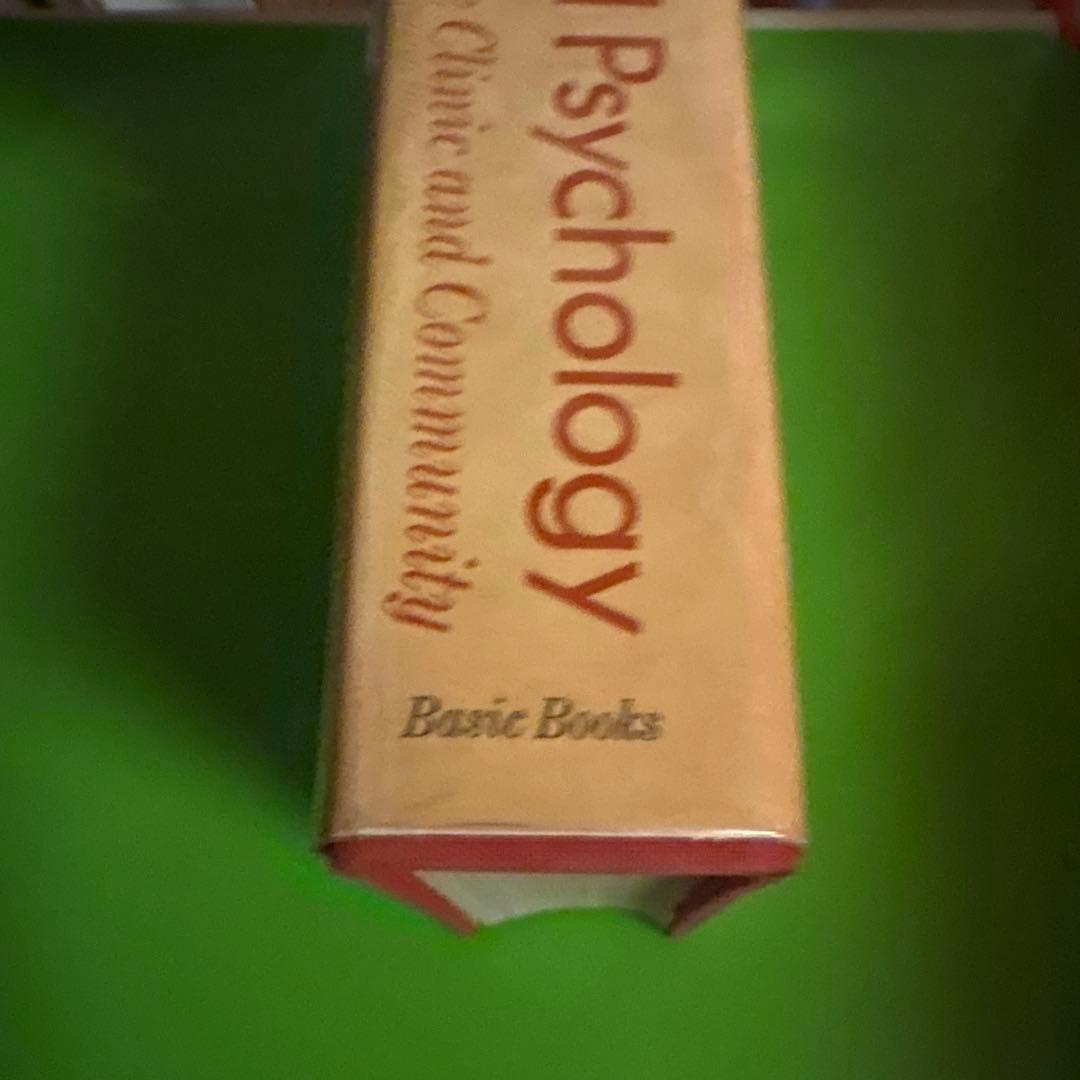 Psychology
Clinic and Community
Basic Books